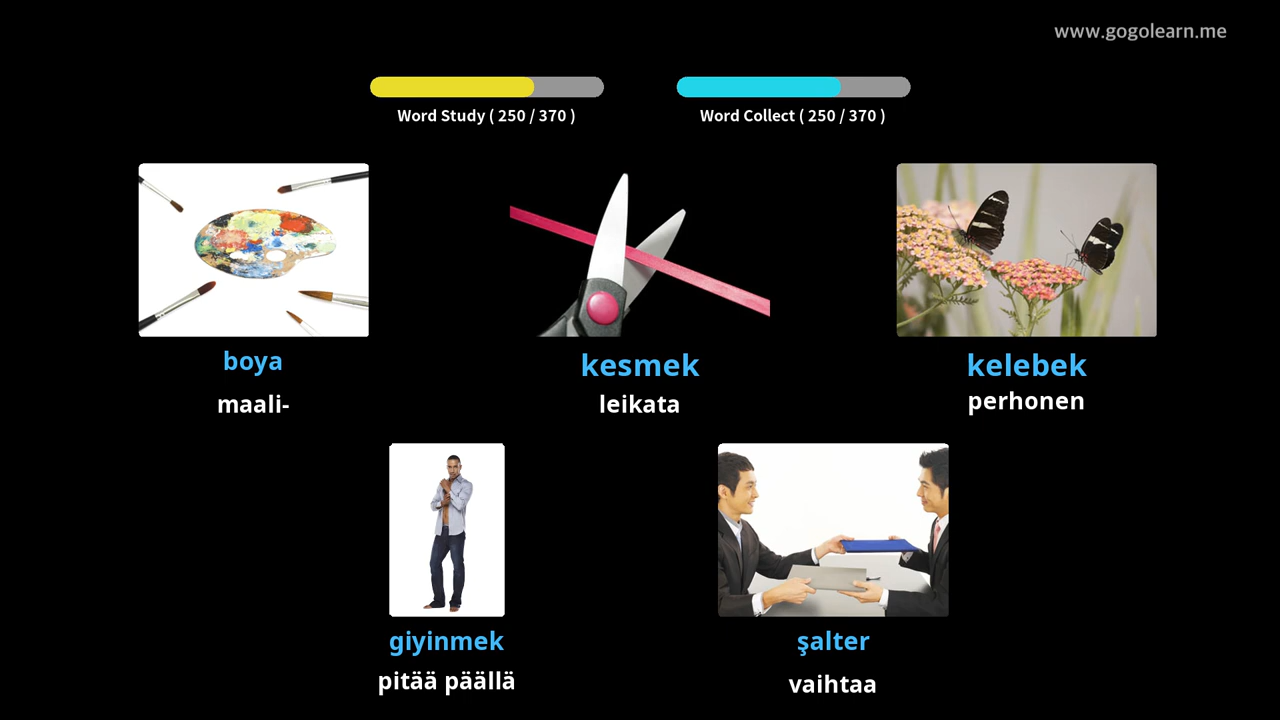 www.gogolearn.me
Word Study ( 250 / 370 )
Word Collect ( 250 / 370 )
boya
maali-
kesmek
leikata
kelebek
perhonen
giyinmek
pitää päällä
şalter
vaihtaa